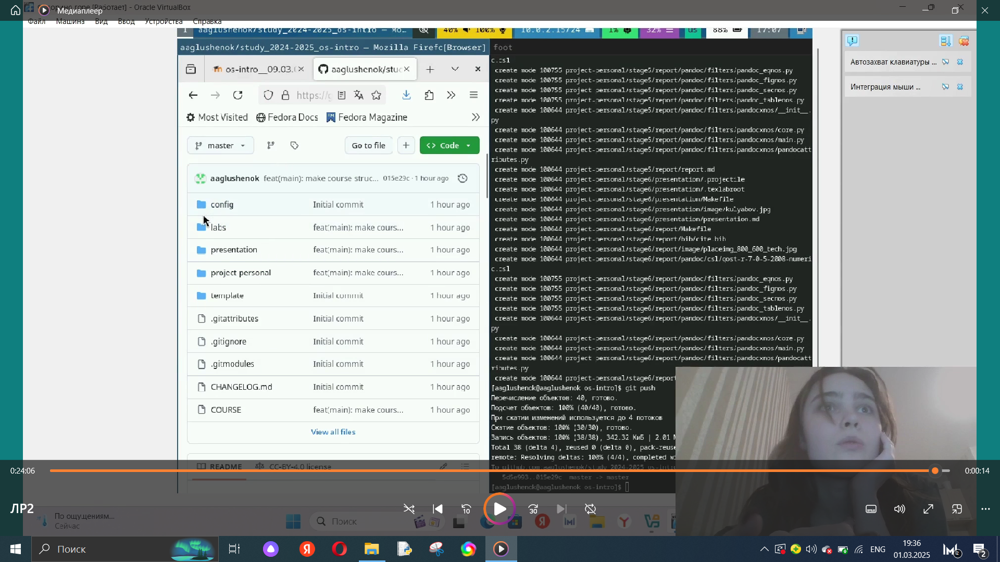 Медиаплеер
[Работает] - Oracle VirtualBox
Файл Машина Вид Ввод Устройства Справка
1 aaglushenok/study_2024-2025_os-intro — Mo… 40% 100% 10.0.2.15/24 1% 32% us 88% 17:07
aaglushenok/study_2024-2025_os-intro — Mozilla Firefo[Browser]
os-intro__09.03.0
aaglushenok/stu
https://g
Most Visited Fedora Docs Fedora Magazine
master Go to file Code
aaglushenok feat(main): make course struc... 015e29c · 1 hour ago
config Initial commit 1 hour ago
labs feat(main): make cours... 1 hour ago
presentation feat(main): make cours... 1 hour ago
project-personal feat(main): make cours... 1 hour ago
template Initial commit 1 hour ago
.gitattributes Initial commit 1 hour ago
.gitignore Initial commit 1 hour ago
.gitmodules Initial commit 1 hour ago
CHANGELOG.md Initial commit 1 hour ago
COURSE feat(main): make cours... 1 hour ago
View all files
README CC-BY-4.0 license
foot
c.csl
create mode 100755 project-personal/stage5/report/pandoc/filters/pandoc_eqnos.py
create mode 100755 project-personal/stage5/report/pandoc/filters/pandoc_fignos.py
create mode 100755 project-personal/stage5/report/pandoc/filters/pandoc_secnos.py
create mode 100755 project-personal/stage5/report/pandoc/filters/pandoc_tablenos.py
create mode 100644 project-personal/stage5/report/pandoc/filters/pandocxnos/__init__.
py
create mode 100644 project-personal/stage5/report/pandoc/filters/pandocxnos/core.py
create mode 100644 project-personal/stage5/report/pandoc/filters/pandocxnos/main.py
create mode 100644 project-personal/stage5/report/pandoc/filters/pandocxnos/pandocatt
ributes.py
create mode 100644 project-personal/stage5/report/report.md
create mode 100644 project-personal/stage6/presentation/.projectile
create mode 100644 project-personal/stage6/presentation/.texlabroot
create mode 100644 project-personal/stage6/presentation/Makefile
create mode 100644 project-personal/stage6/presentation/image/kulyabov.jpg
create mode 100644 project-personal/stage6/presentation/presentation.md
create mode 100644 project-personal/stage6/report/Makefile
create mode 100644 project-personal/stage6/report/bib/cite.bib
create mode 100644 project-personal/stage6/report/image/placeimg_800_600_tech.jpg
create mode 100644 project-personal/stage6/report/pandoc/csl/gost-r-7-0-5-2008-numeri
c.csl
create mode 100755 project-personal/stage6/report/pandoc/filters/pandoc_eqnos.py
create mode 100755 project-personal/stage6/report/pandoc/filters/pandoc_fignos.py
create mode 100755 project-personal/stage6/report/pandoc/filters/pandoc_secnos.py
create mode 100755 project-personal/stage6/report/pandoc/filters/pandoc_tablenos.py
create mode 100644 project-personal/stage6/report/pandoc/filters/pandocxnos/__init__.
py
create mode 100644 project-personal/stage6/report/pandoc/filters/pandocxnos/core.py
create mode 100644 project-personal/stage6/report/pandoc/filters/pandocxnos/main.py
create mode 100644 project-personal/stage6/report/pandoc/filters/pandocxnos/pandocatt
ributes.py
create mode 100644 project-personal/stage6/report
[aaglushenok@aaglushenok os-intro]$ git push
Перечисление объектов: 40, готово.
Подсчет объектов: 100% (40/40), готово.
При сжатии изменений используется до 4 потоков
Сжатие объектов: 100% (30/30), готово.
Запись объектов: 100% (38/38), 342.32 КиБ | 2.01
Total 38 (delta 4), reused 0 (delta 0), pack-reuse
remote: Resolving deltas: 100% (4/4), completed wi
To github.com:aaglushenok/study_2024-2025_os-intro
5d5e993..015e29c master -> master
[aaglushenok@aaglushenok os-intro]$
Автозахват клавиатуры ...
Интеграция мыши ...
0:24:06
0:00:14
ЛР2
10 30
По ощущениям...
Сейчас
Поиск
Поиск
ENG
19:36
01.03.2025
2
2